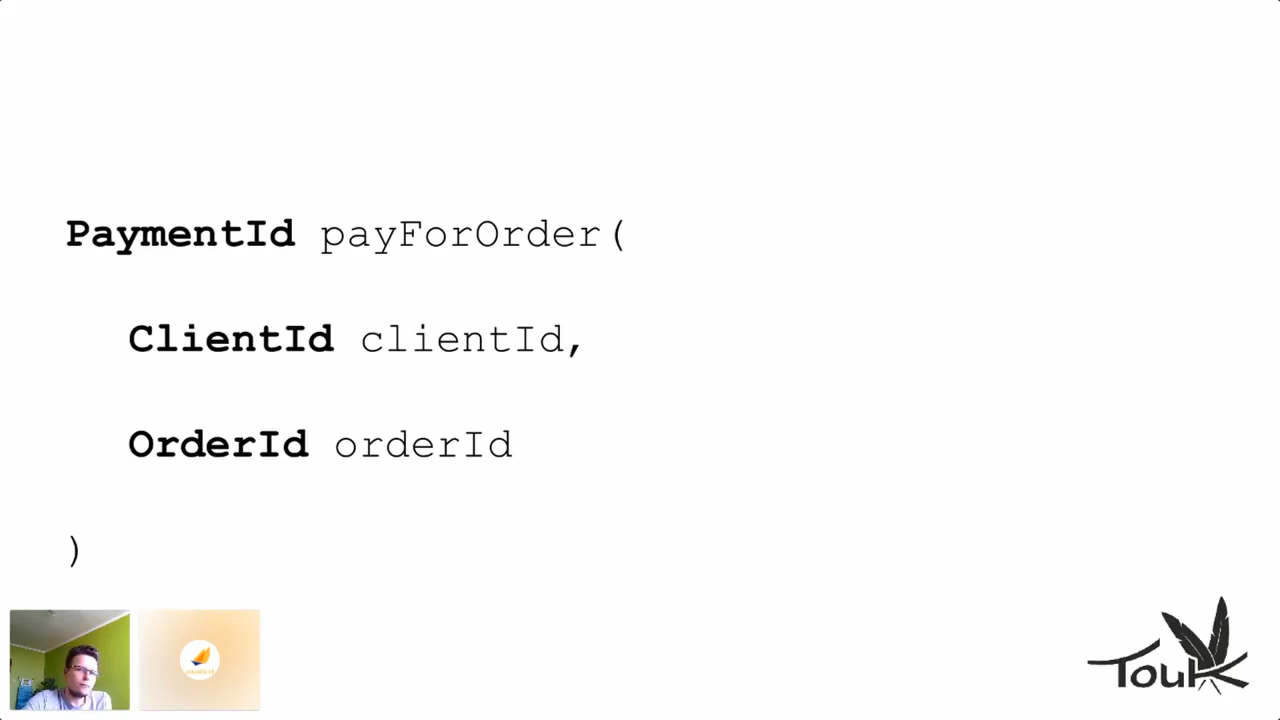 PaymentId payForOrder(
ClientId clientId,
OrderId orderId
)
Touk